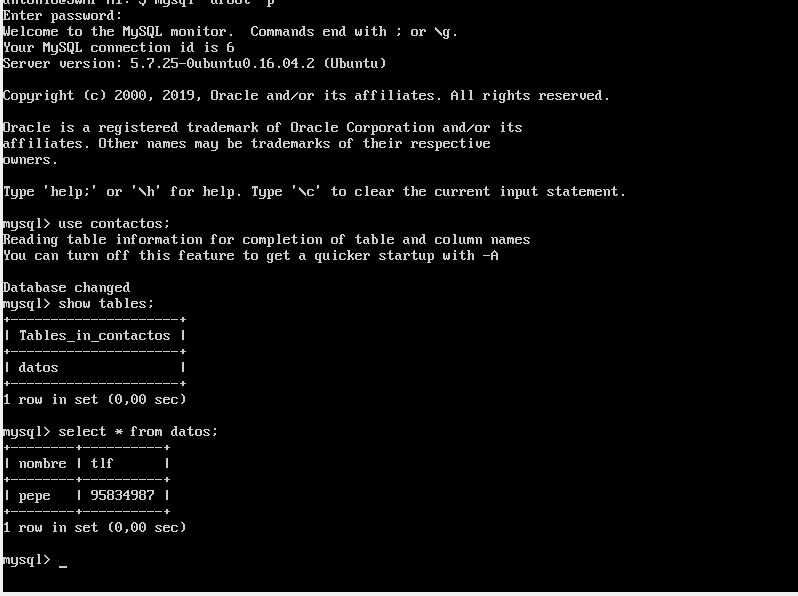 mysql -uroot -p
Enter password:
Welcome to the MySQL monitor.  Commands end with ; or \g.
Your MySQL connection id is 6
Server version: 5.7.25-0ubuntu0.16.04.2 (Ubuntu)
Copyright (c) 2000, 2019, Oracle and/or its affiliates. All rights reserved.
Oracle is a registered trademark of Oracle Corporation and/or its
affiliates. Other names may be trademarks of their respective
owners.
Type 'help;' or '\h' for help. Type '\c' to clear the current input statement.
mysql> use contactos;
Reading table information for completion of table and column names
You can turn off this feature to get a quicker startup with -A
Database changed
mysql> show tables;
+---------------------+
| Tables_in_contactos |
+---------------------+
| datos               |
+---------------------+
1 row in set (0,00 sec)
mysql> select * from datos;
+--------+----------+
| nombre | tlf      |
+--------+----------+
| pepe   | 95834987 |
+--------+----------+
1 row in set (0,00 sec)
mysql> _